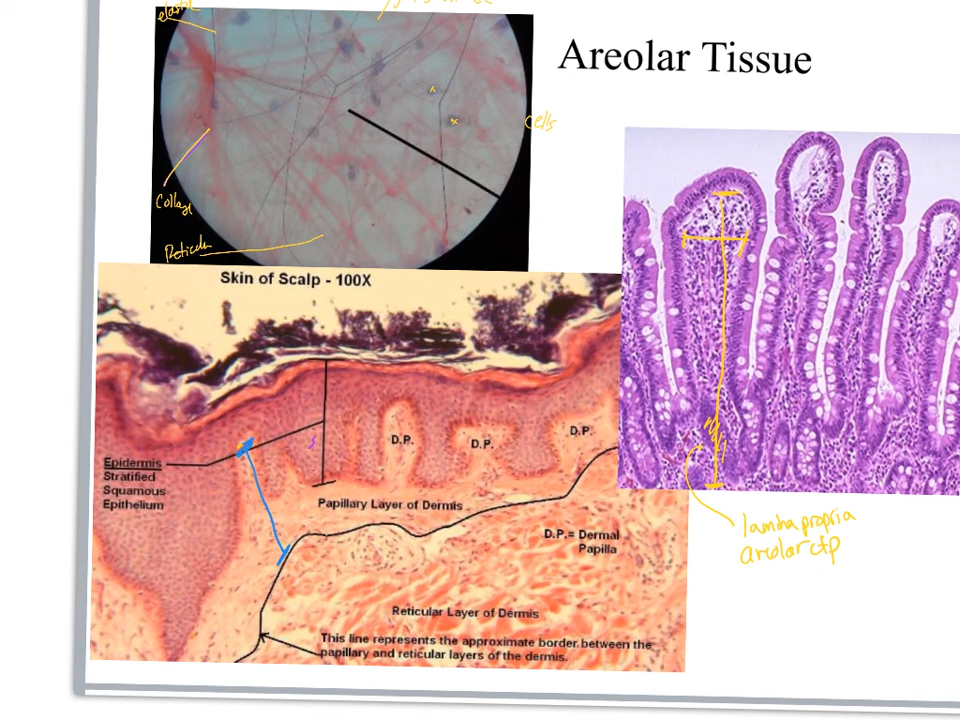 Areolar Tissue
elastic
cells
Collage
Reticular
Skin of Scalp - 100X
D.P.
D.P.
D.P.
Epidermis
Stratified
Squamous
Epithelium
Papillary Layer of Dermis
D.P.= Dermal
Papilla
Reticular Layer of Dermis
This line represents the approximate border between the
papillary and reticular layers of the dermis.
lamina propria
areolar ctp